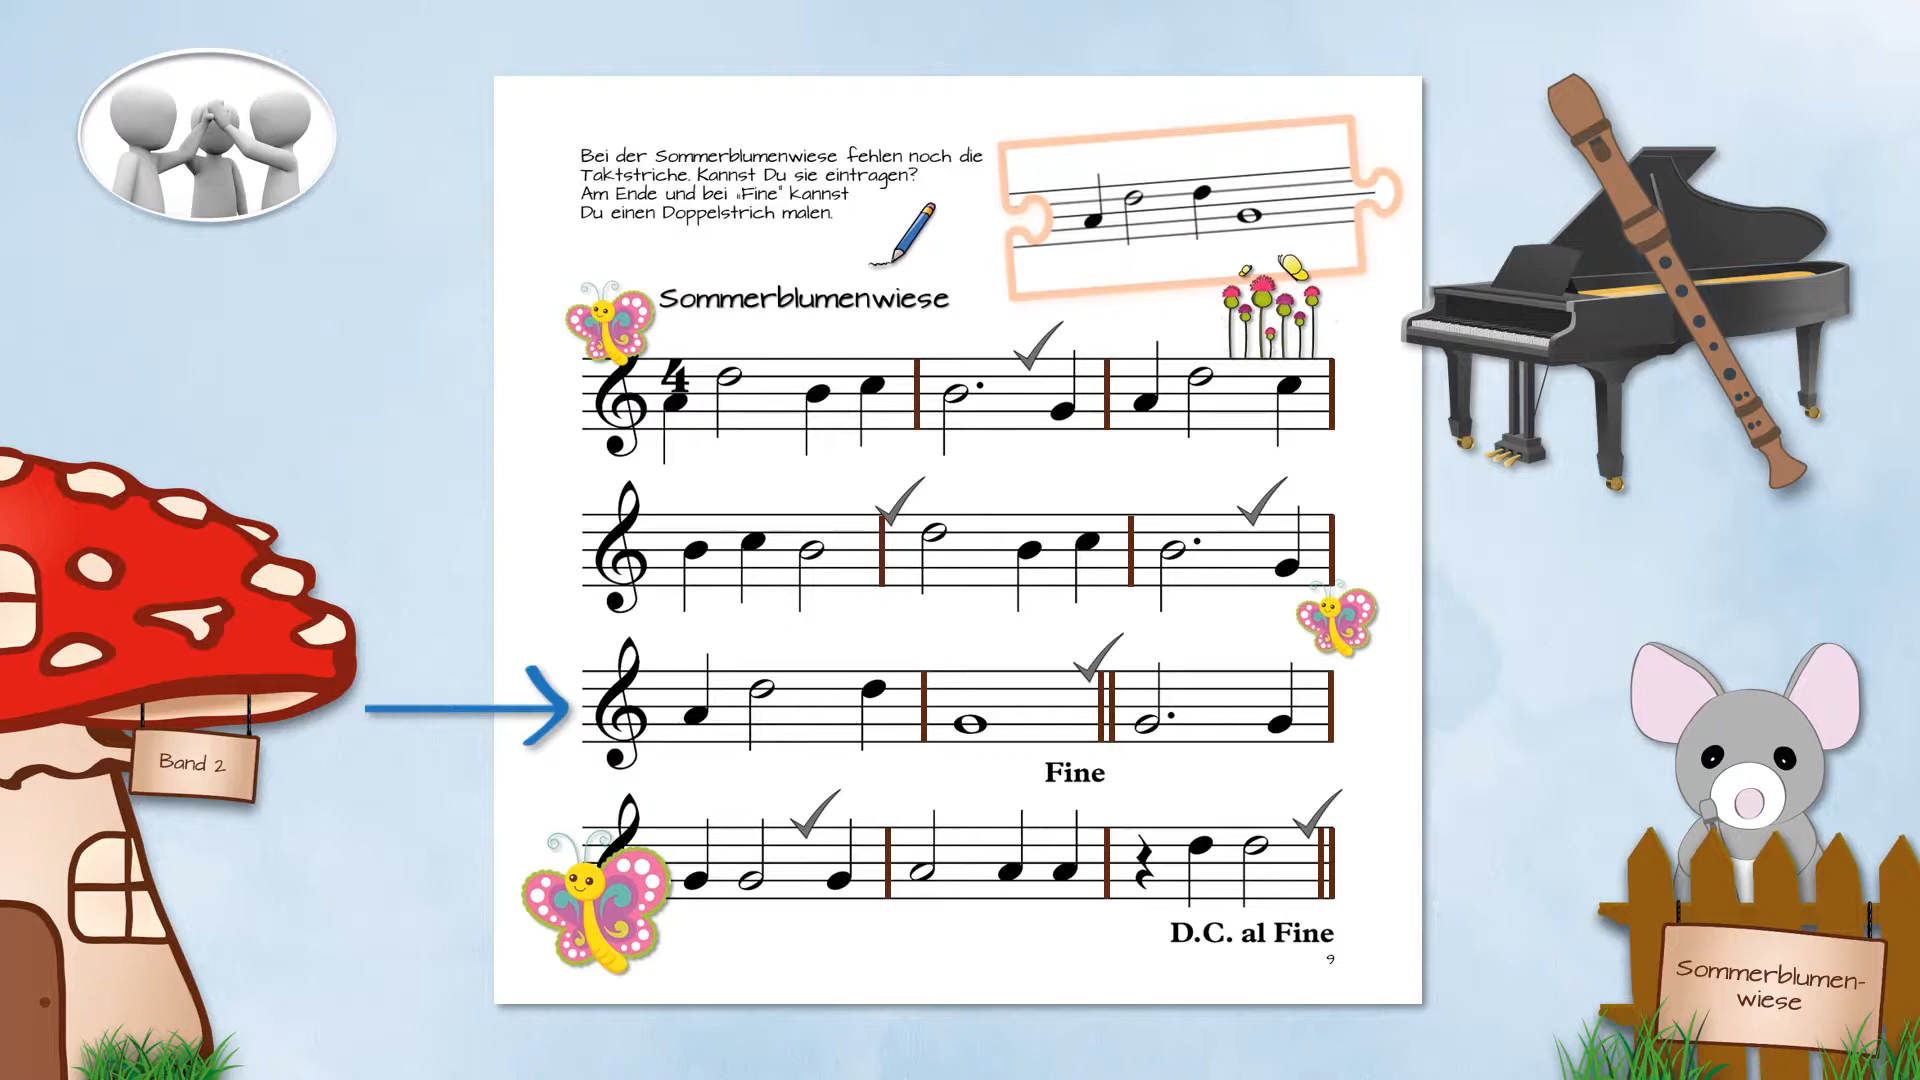 Bei der Sommerblumenwiese fehlen noch die
Taktstriche. Kannst Du sie eintragen?
Am Ende und bei „Fine" kannst
Du einen Doppelstrich malen.
Sommerblumenwiese
4
Fine
D.C. al Fine
9
Band 2
Sommerblumen-
wiese